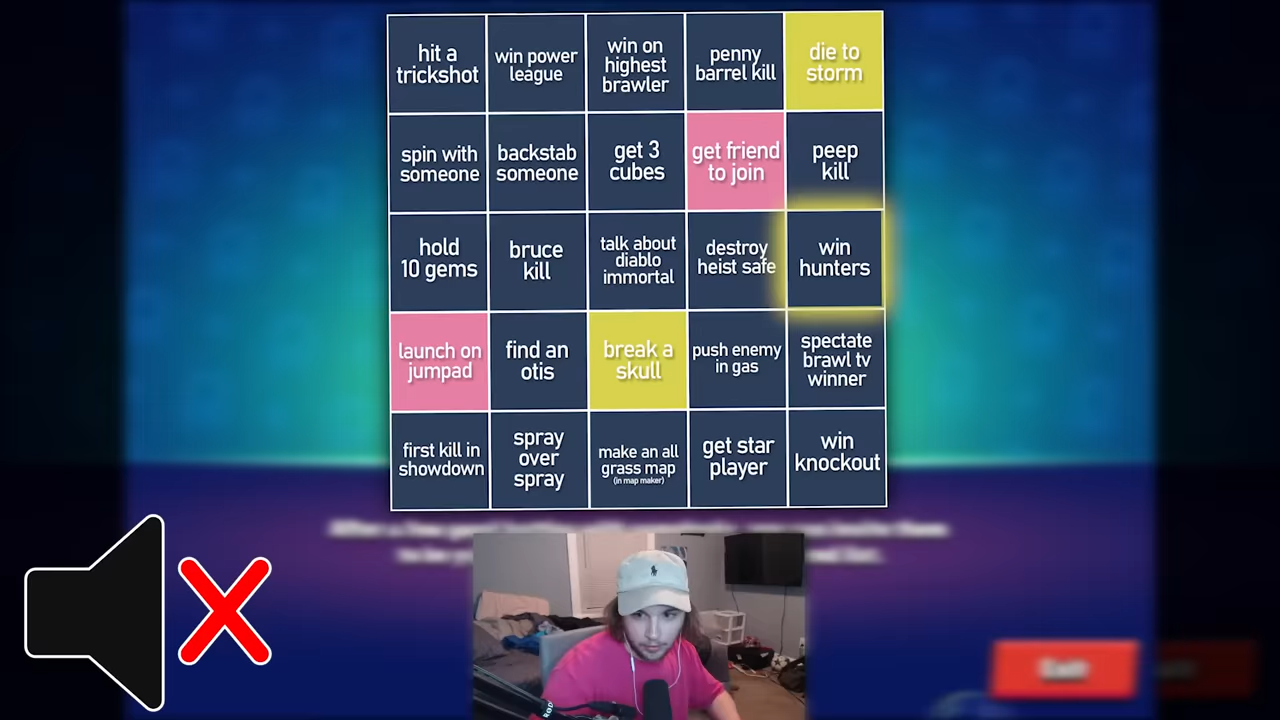 hit a
trickshot
win power
league
win on
highest
brawler
penny
barrel kill
die to
storm
spin with
someone
backstab
someone
get 3
cubes
get friend
to join
peep
kill
hold
10 gems
bruce
kill
talk about
diablo
immortal
destroy
heist safe
win
hunters
launch on
jumpad
find an
otis
break a
skull
push enemy
in gas
spectate
brawl tv
winner
first kill in
showdown
spray
over
spray
make an all
grass map
(in map maker)
get star
player
win
knockout